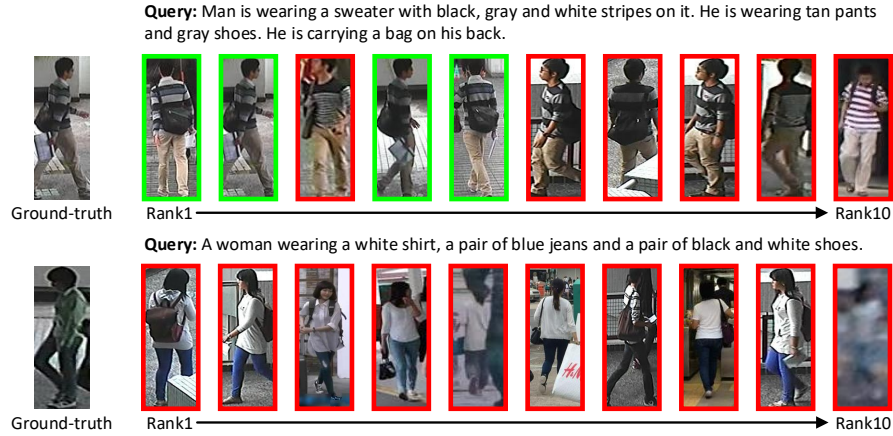 Query: Man is wearing a sweater with black, gray and white stripes on it. He is wearing tan pants
and gray shoes. He is carrying a bag on his back.
Ground-truth
Rank1
Rank10
Query: A woman wearing a white shirt, a pair of blue jeans and a pair of black and white shoes.
H&M
Ground-truth
Rank1
Rank10